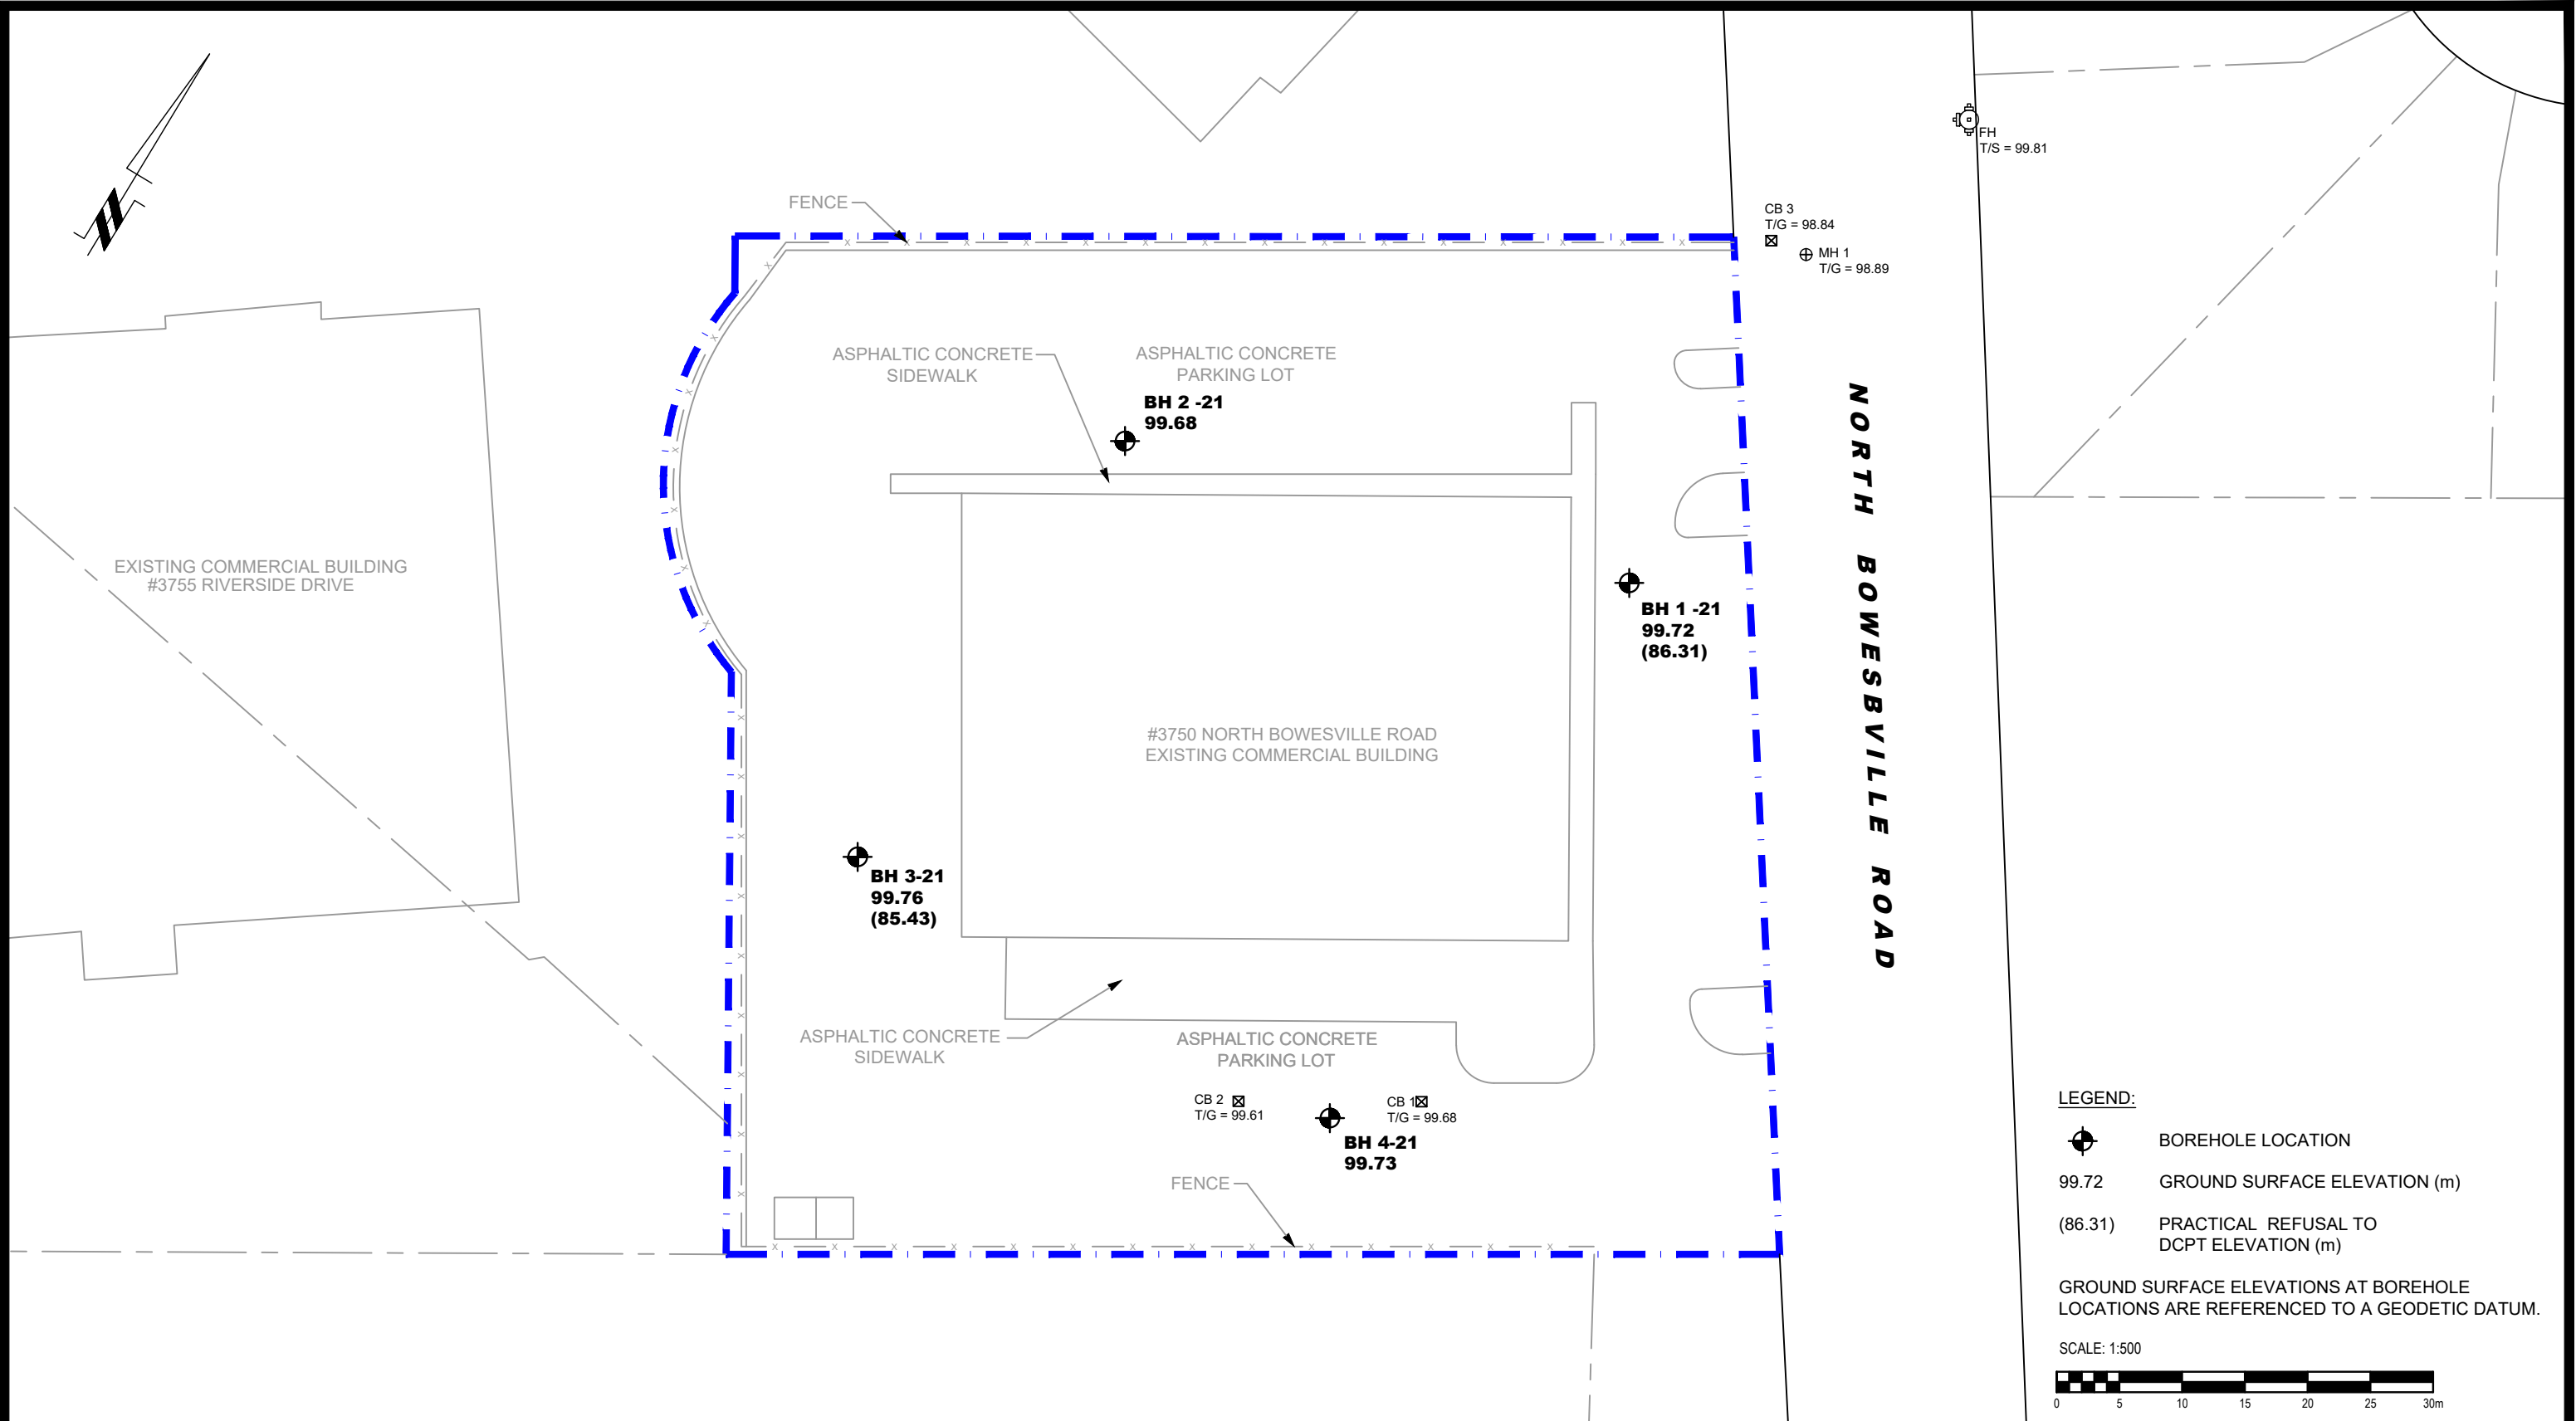 FH
T/S = 99.81
FENCE
CB 3
T/G = 98.84
MH 1
T/G = 98.89
ASPHALTIC CONCRETE
SIDEWALK
ASPHALTIC CONCRETE
PARKING LOT
BH 2 -21
99.68
NORTH BOWESVILLE ROAD
EXISTING COMMERCIAL BUILDING
#3755 RIVERSIDE DRIVE
BH 1 -21
99.72
(86.31)
#3750 NORTH BOWESVILLE ROAD
EXISTING COMMERCIAL BUILDING
BH 3-21
99.76
(85.43)
ASPHALTIC CONCRETE
SIDEWALK
ASPHALTIC CONCRETE
PARKING LOT
CB 2
T/G = 99.61
CB 1
T/G = 99.68
BH 4-21
99.73
FENCE
LEGEND:
BOREHOLE LOCATION
99.72 GROUND SURFACE ELEVATION (m)
(86.31) PRACTICAL REFUSAL TO
DCPT ELEVATION (m)
GROUND SURFACE ELEVATIONS AT BOREHOLE
LOCATIONS ARE REFERENCED TO A GEODETIC DATUM.
SCALE: 1:500
0 5 10 15 20 25 30m